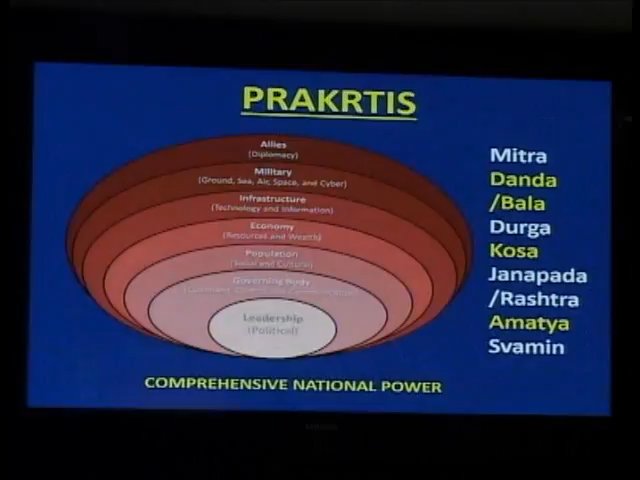 PRAKRTIS
Allies
(Diplomacy)
Military
(Ground, Sea, Air, Space, and Cyber)
Infrastructure
(Technology and Information)
Economy
(Resources and Wealth)
Population
(Social and Culture)
Governing Body
Leadership
(Political)
Mitra
Danda
/Bala
Durga
Kosa
Janapada
/Rashtra
Amatya
Svamin
COMPREHENSIVE NATIONAL POWER